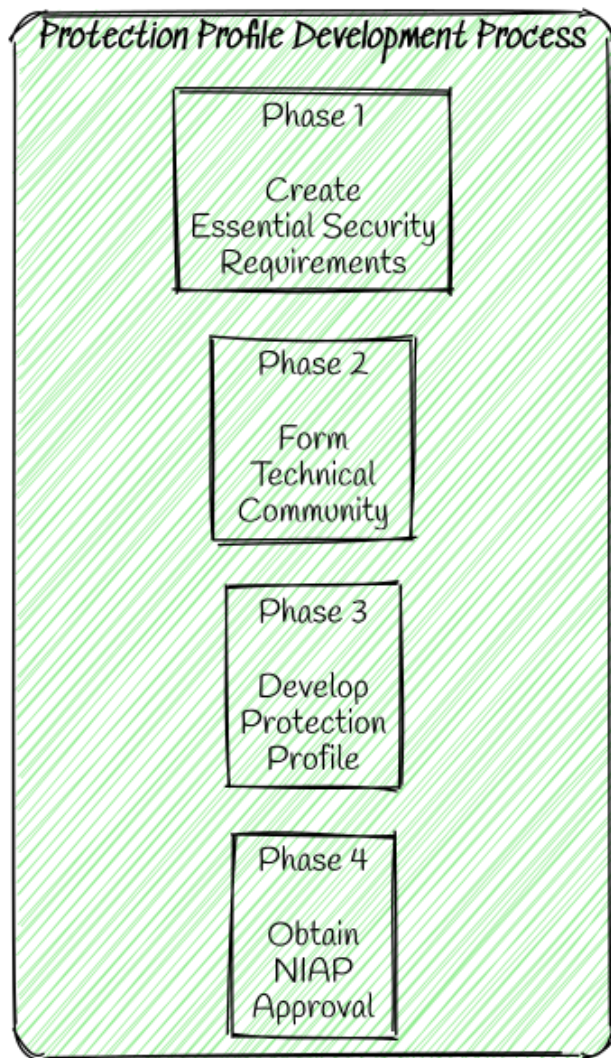 Protection Profile Development Process
Phase 1
Create
Essential Security
Requirements
Phase 2
Form
Technical
Community
Phase 3
Develop
Protection
Profile
Phase 4
Obtain
NIAP
Approval